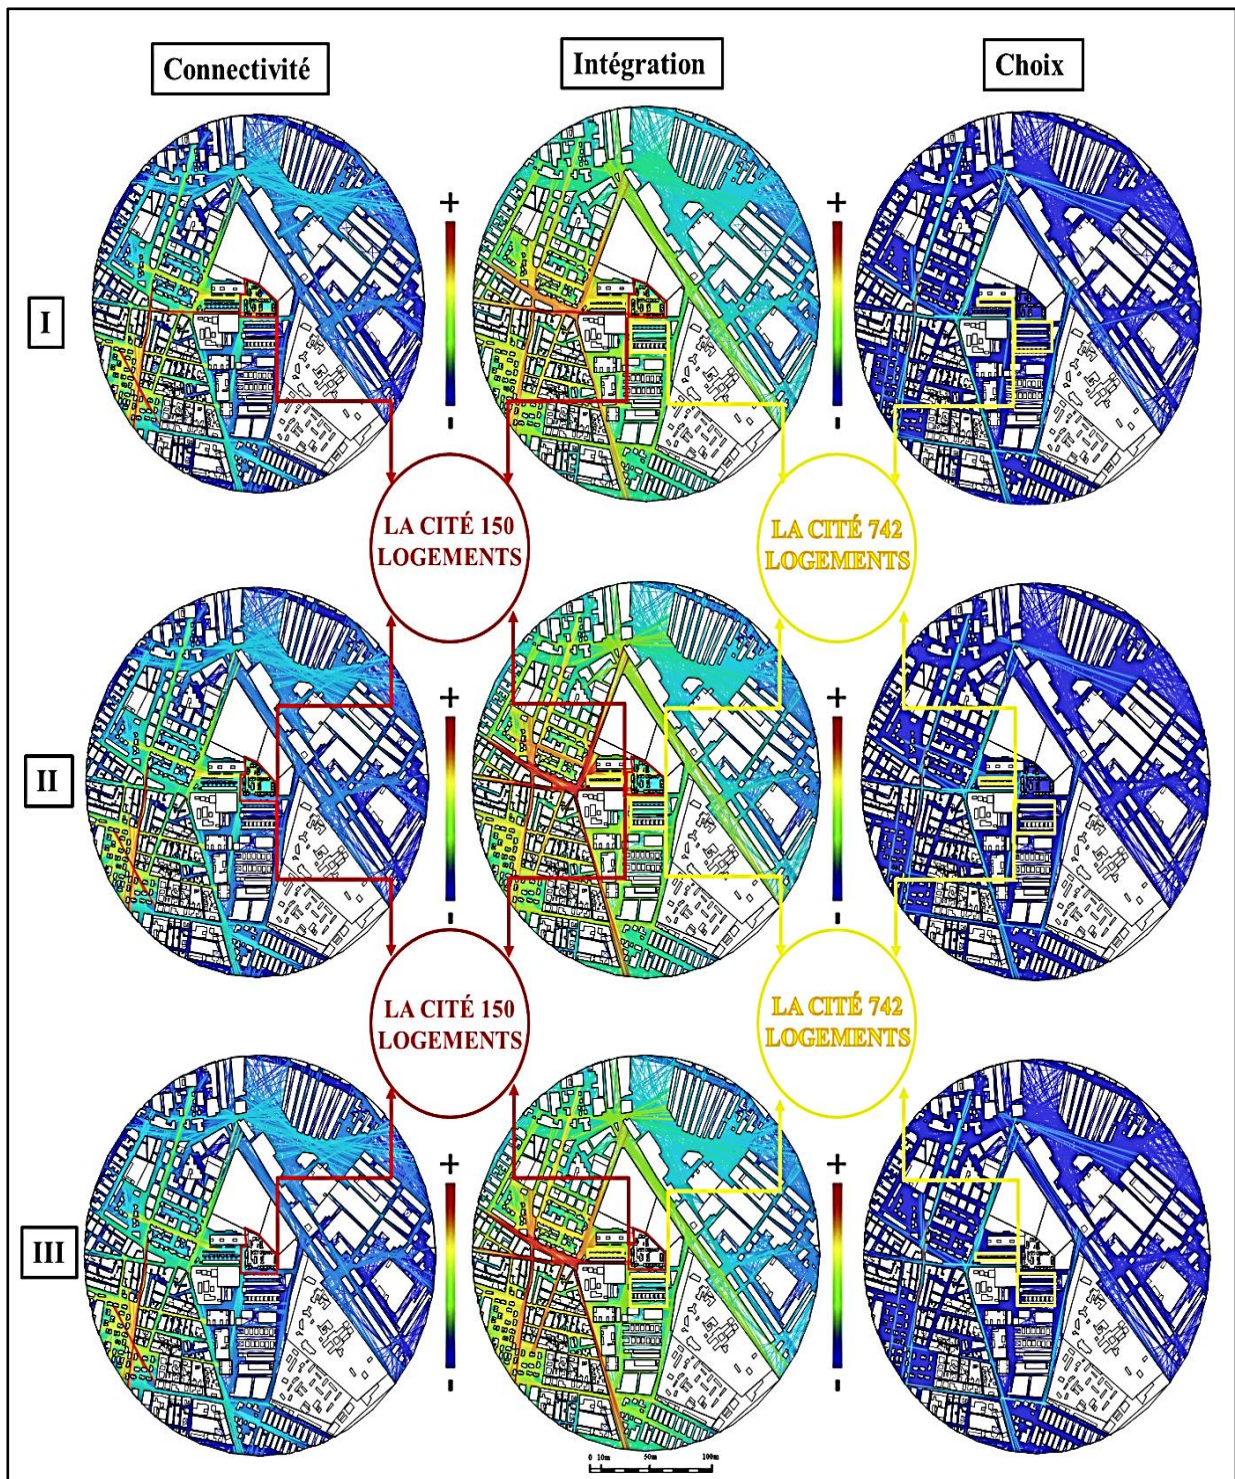 Connectivité
Intégration
Choix
+
+
I
-
-
LA CITÉ 150
LOGEMENTS
LA CITÉ 742
LOGEMENTS
+
+
II
-
-
LA CITÉ 150
LOGEMENTS
LA CITÉ 742
LOGEMENTS
+
+
III
-
-
0 10m 50m 100m